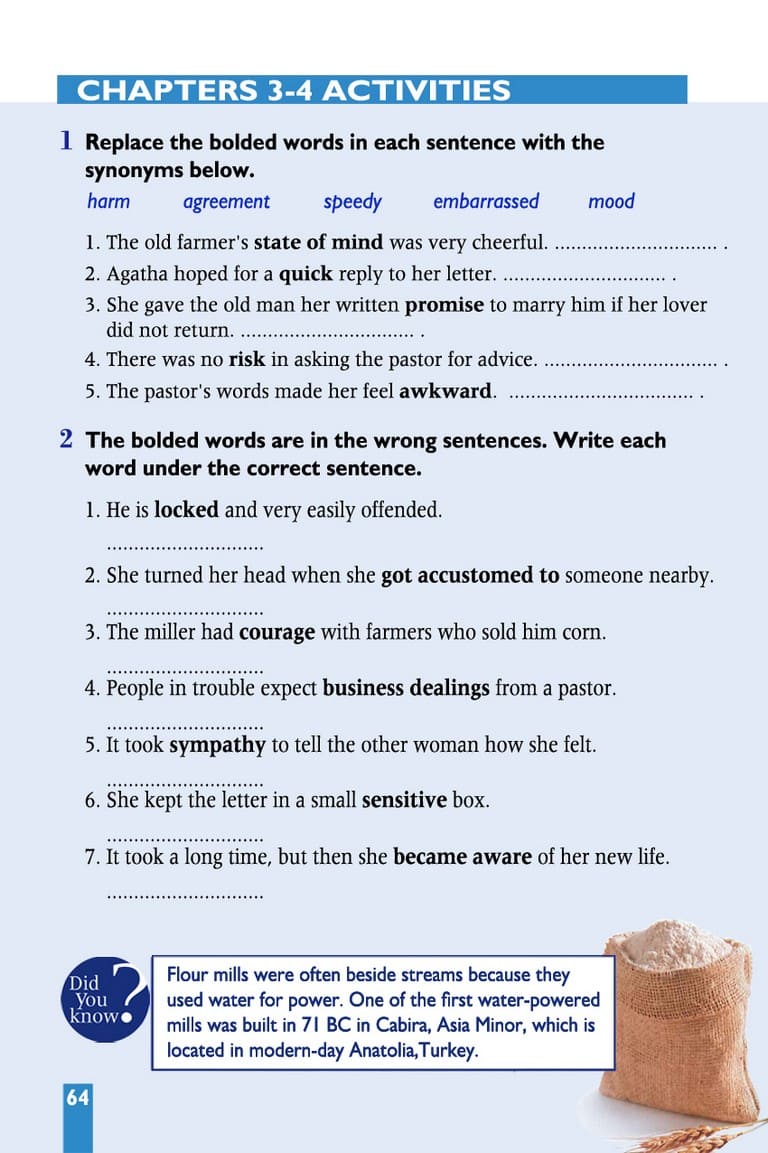 CHAPTERS 3-4 ACTIVITIES
1 Replace the bolded words in each sentence with the
synonyms below.
harm agreement speedy embarrassed mood
1. The old farmer's state of mind was very cheerful. .............................. .
2. Agatha hoped for a quick reply to her letter. .............................. .
3. She gave the old man her written promise to marry him if her lover
did not return. ................................ .
4. There was no risk in asking the pastor for advice. ................................ .
5. The pastor's words made her feel awkward. .................................. .
2 The bolded words are in the wrong sentences. Write each
word under the correct sentence.
1. He is locked and very easily offended.
.............................
2. She turned her head when she got accustomed to someone nearby.
.............................
3. The miller had courage with farmers who sold him corn.
.............................
4. People in trouble expect business dealings from a pastor.
.............................
5. It took sympathy to tell the other woman how she felt.
.............................
6. She kept the letter in a small sensitive box.
.............................
7. It took a long time, but then she became aware of her new life.
.............................
Did
You
know?
Flour mills were often beside streams because they
used water for power. One of the first water-powered
mills was built in 71 BC in Cabira, Asia Minor, which is
located in modern-day Anatolia,Turkey.
64